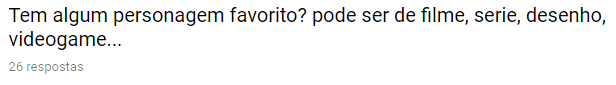 Tem algum personagem favorito? pode ser de filme, serie, desenho,
videogame...
26 respostas